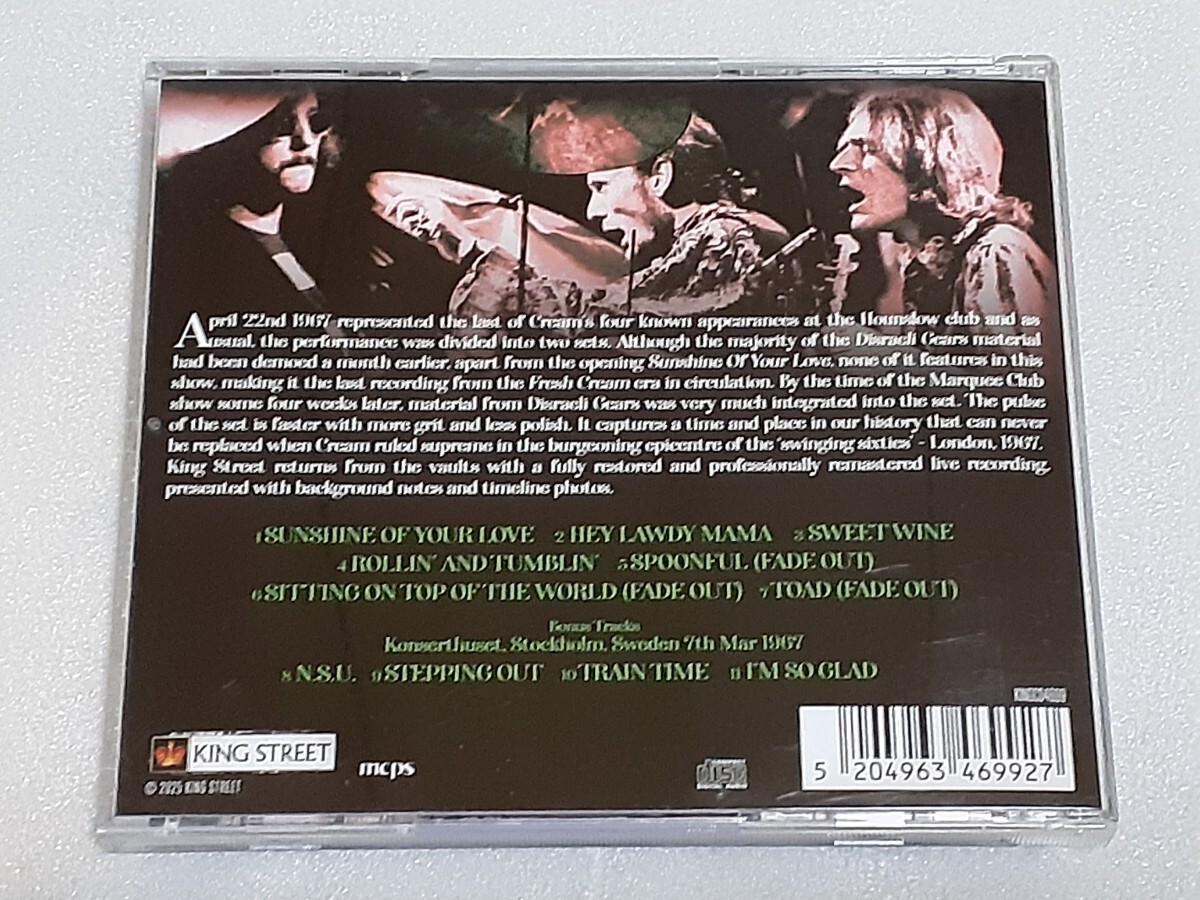 April 22nd 1967 represented the last of Cream's four known appearances at the Hounslow club and as
usual, the performance was divided into two sets. Although the majority of the Disraeli Gears material
had been demoed a month earlier, apart from the opening Sunshine Of Your Love, none of it features in this
show, making it the last recording from the Fresh Cream era in circulation. By the time of the Marquee Club
show some four weeks later, material from Disraeli Gears was very much integrated into the set. The pulse
of the set is faster with more grit and less polish. It captures a time and place in our history that can never
be replaced when Cream ruled supreme in the burgeoning epicentre of the 'swinging sixties' - London, 1967.
King Street returns from the vaults with a fully restored and professionally remastered live recording,
presented with background notes and timeline photos.
1 SUNSHINE OF YOUR LOVE 2 HEY LAWDY MAMA 3 SWEET WINE
4 ROLLIN' AND TUMBLIN' 5 SPOONFUL (FADE OUT)
6 SITTING ON TOP OF THE WORLD (FADE OUT) 7 TOAD (FADE OUT)
Bonus Tracks
Konserthuset, Stockholm, Sweden 7th Mar 1967
8 N.S.U. 9 STEPPING OUT 10 TRAIN TIME 11 I'M SO GLAD
KING STREET
mcps
© 2025 KING STREET
COMPACT disc DIGITAL AUDIO
5 204963 469927